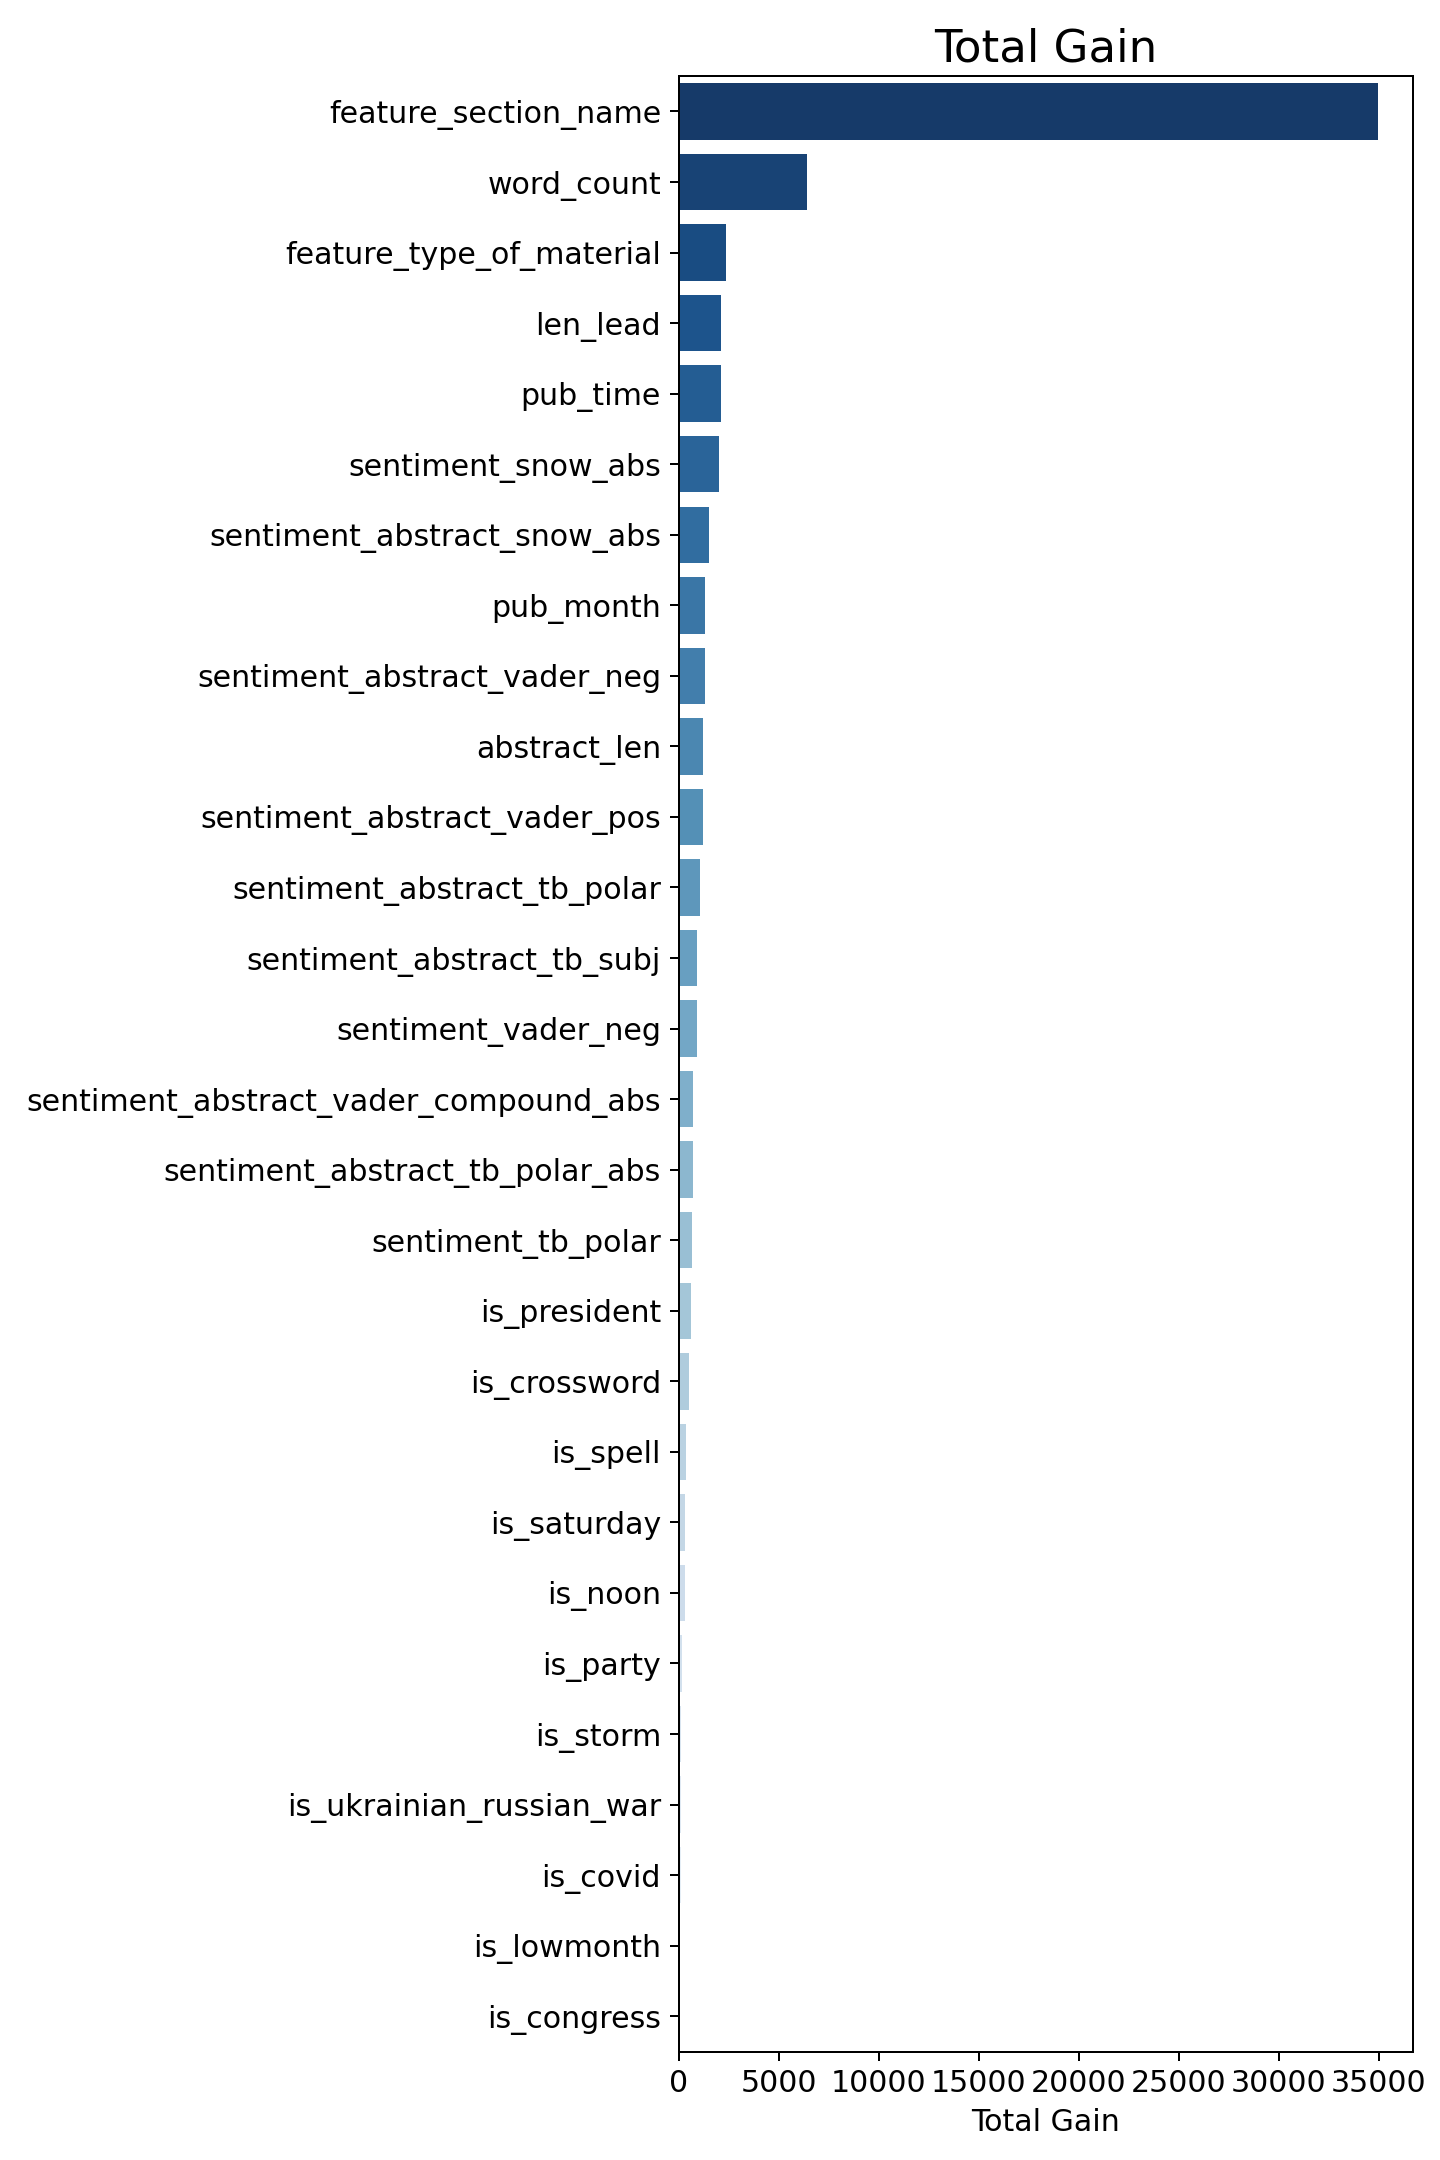 Total Gain
feature_section_name
word_count
feature_type_of_material
len_lead
pub_time
sentiment_snow_abs
sentiment_abstract_snow_abs
pub_month
sentiment_abstract_vader_neg
abstract_len
sentiment_abstract_vader_pos
sentiment_abstract_tb_polar
sentiment_abstract_tb_subj
sentiment_vader_neg
sentiment_abstract_vader_compound_abs
sentiment_abstract_tb_polar_abs
sentiment_tb_polar
is_president
is_crossword
is_spell
is_saturday
is_noon
is_party
is_storm
is_ukrainian_russian_war
is_covid
is_lowmonth
is_congress
0 5000 10000 15000 20000 25000 30000 35000
Total Gain